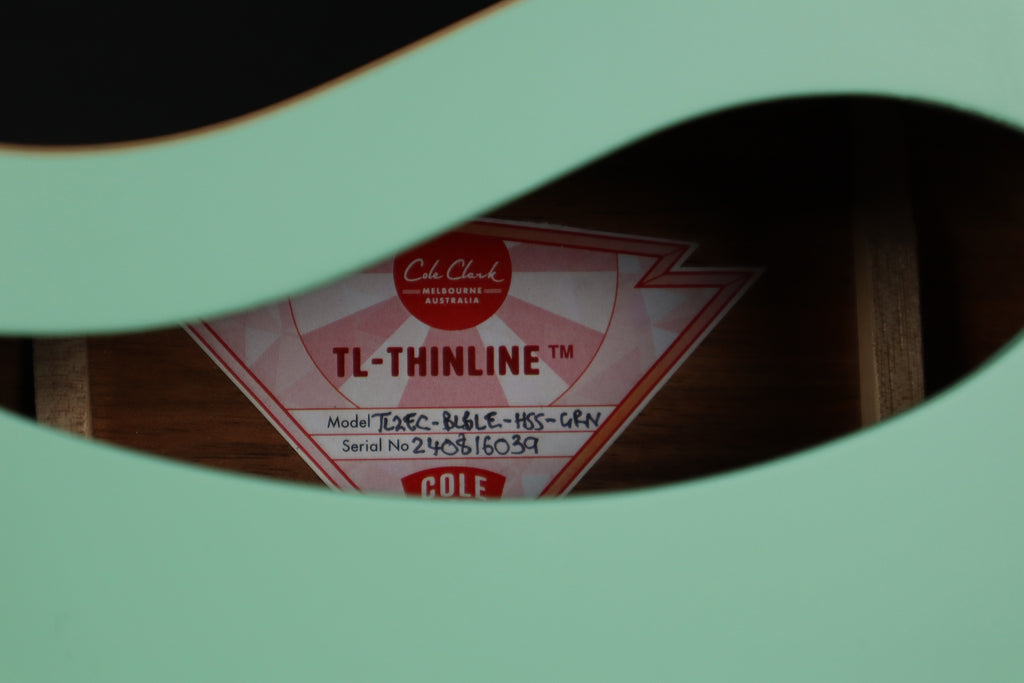 Cole Clark
MELBOURNE
AUSTRALIA
TL-THINLINE™
Model TL2EC-BLBLE-HSS-GRN
Serial No 240816039
COLE